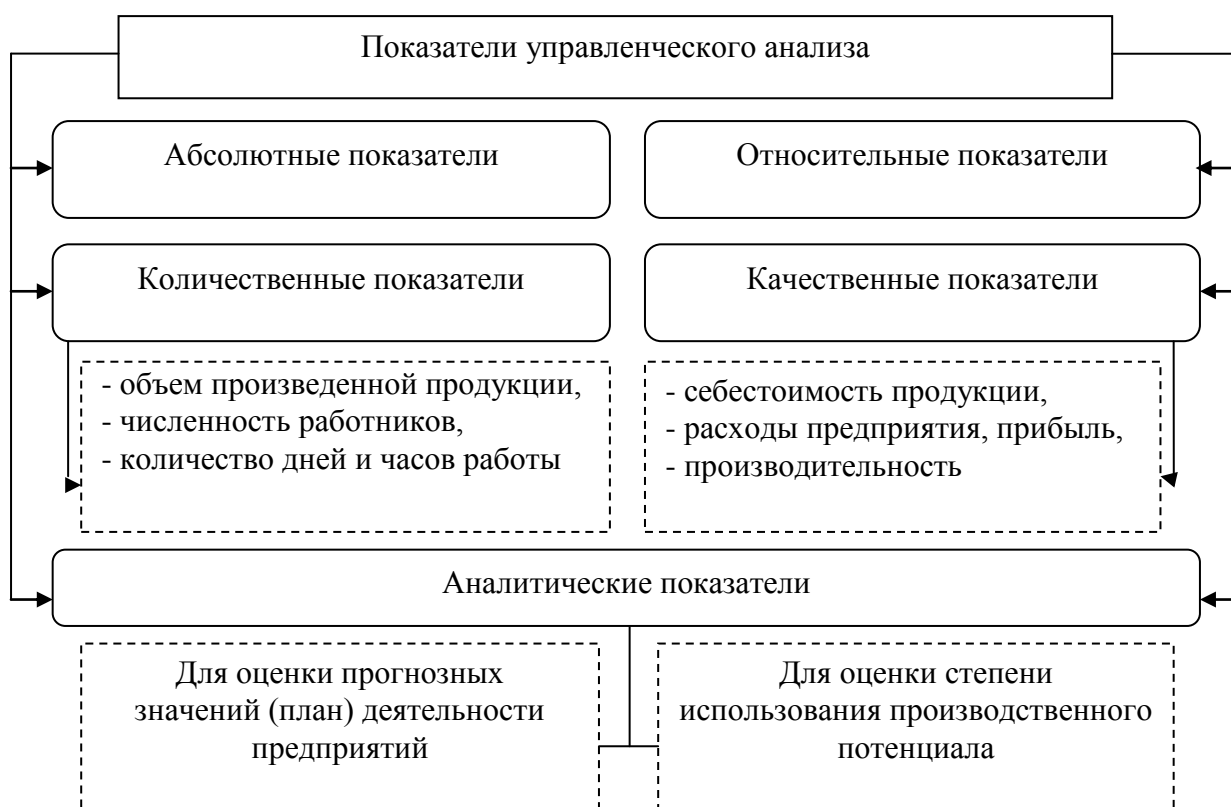 Показатели управленческого анализа
Абсолютные показатели
Относительные показатели
Количественные показатели
Качественные показатели
- объем произведенной продукции,
- численность работников,
- количество дней и часов работы
- себестоимость продукции,
- расходы предприятия, прибыль,
- производительность
Аналитические показатели
Для оценки прогнозных
значений (план) деятельности
предприятий
Для оценки степени
использования производственного
потенциала